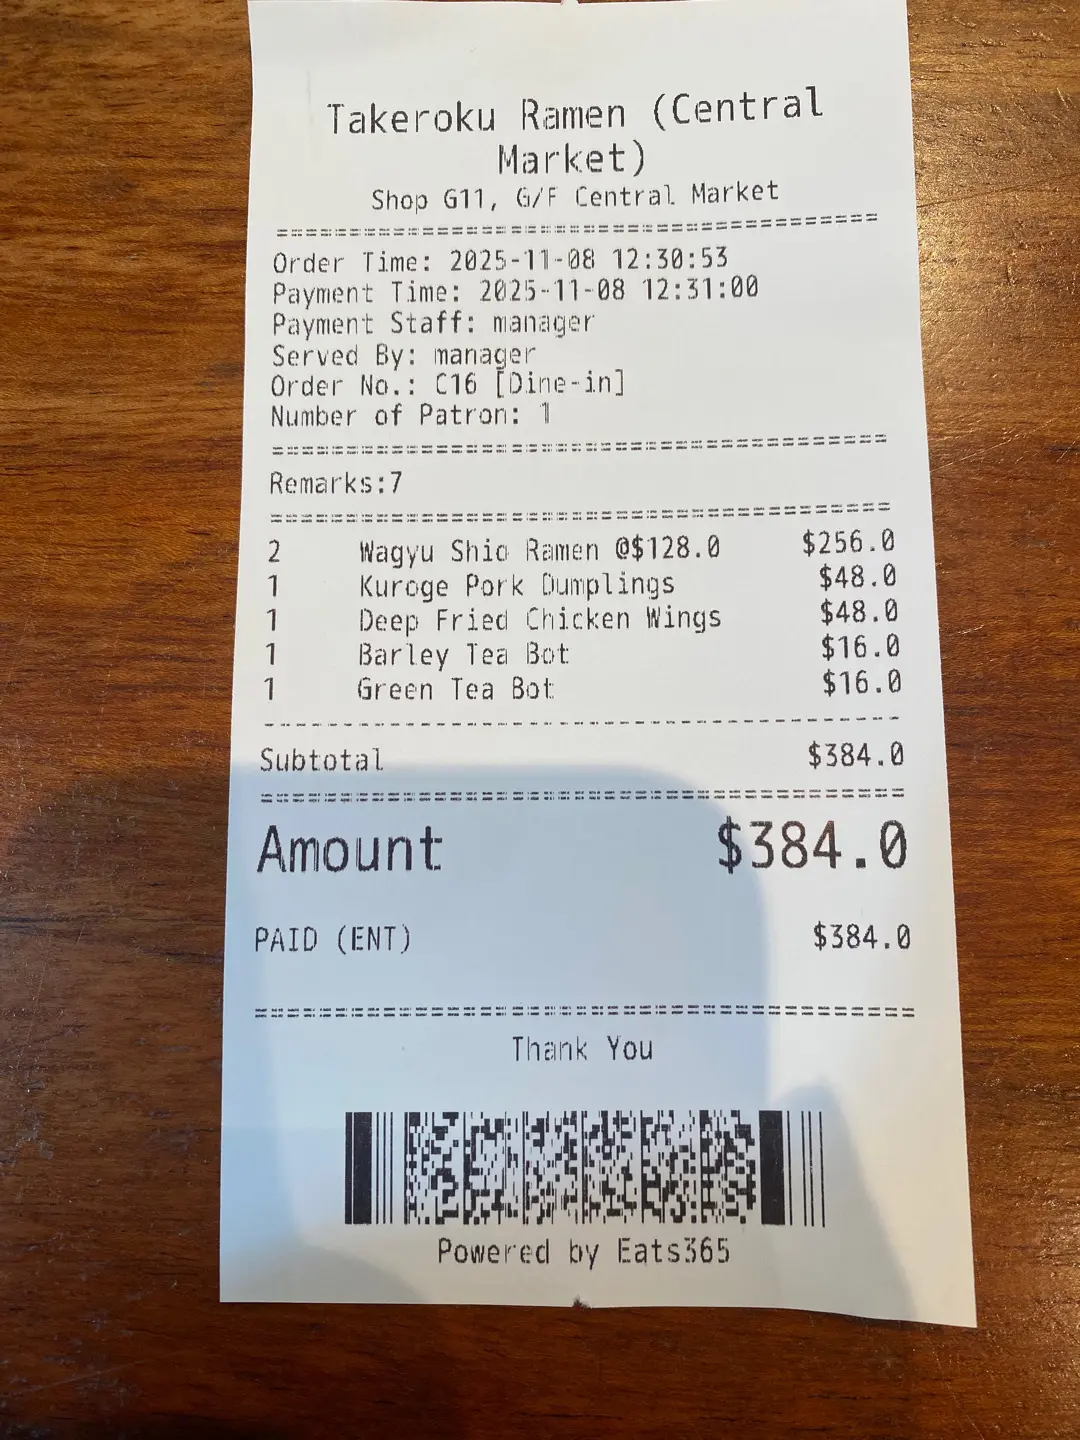 Takeroku Ramen (Central
Market)
Shop G11, G/F Central Market
Order Time: 2025-11-08 12:30:53
Payment Time: 2025-11-08 12:31:00
Payment Staff: manager
Served By: manager
Order No.: C16 [Dine-in]
Number of Patron: 1
Remarks:7
2 Wagyu Shio Ramen @$128.0 $256.0
1 Kuroge Pork Dumplings $48.0
1 Deep Fried Chicken Wings $48.0
1 Barley Tea Bot $16.0
1 Green Tea Bot $16.0
Subtotal $384.0
Amount $384.0
PAID (ENT) $384.0
Thank You
Powered by Eats365